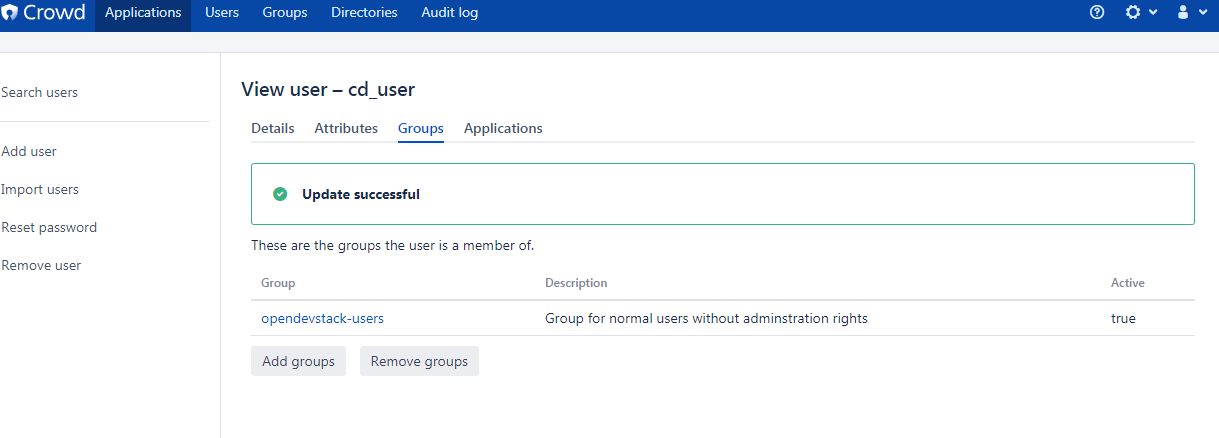 Crowd Applications Users Groups Directories Audit log
Search users
Add user
Import users
Reset password
Remove user
View user – cd_user
Details Attributes Groups Applications
Update successful
These are the groups the user is a member of.
Group Description Active
opendevstack-users Group for normal users without adminstration rights true
Add groups Remove groups